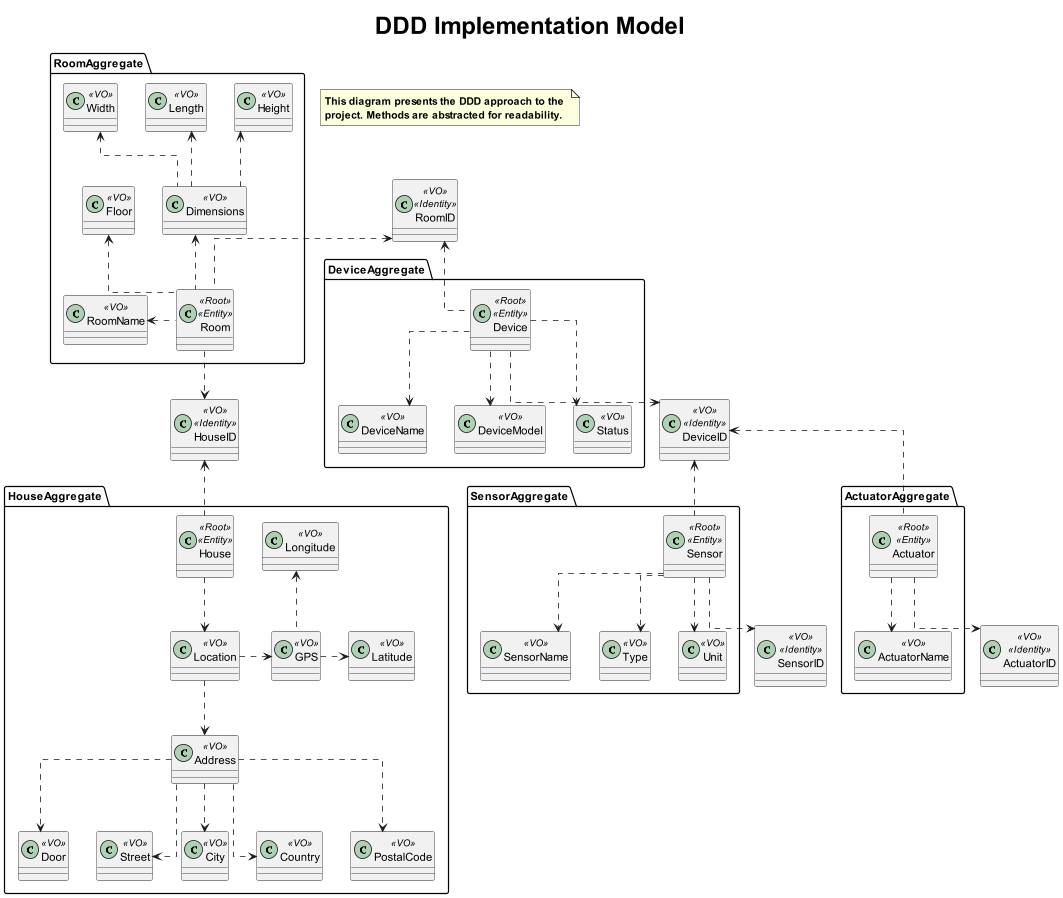 DDD Implementation Model
RoomAggregate
C «VO»
Width
C «VO»
Length
C «VO»
Height
This diagram presents the DDD approach to the
project. Methods are abstracted for readability.
C «VO»
Floor
C «VO»
Dimensions
C «VO»
«Identity»
RoomID
DeviceAggregate
C «VO»
RoomName
C «Root»
«Entity»
Room
C «Root»
«Entity»
Device
C «VO»
«Identity»
HouseID
C «VO»
DeviceName
C «VO»
DeviceModel
C «VO»
Status
C «VO»
«Identity»
DeviceID
HouseAggregate
SensorAggregate
ActuatorAggregate
C «Root»
«Entity»
House
C «VO»
Longitude
C «Root»
«Entity»
Sensor
C «Root»
«Entity»
Actuator
C «VO»
Location
C «VO»
GPS
C «VO»
Latitude
C «VO»
SensorName
C «VO»
Type
C «VO»
Unit
C «VO»
«Identity»
SensorID
C «VO»
ActuatorName
C «VO»
«Identity»
ActuatorID
C «VO»
Address
C «VO»
Door
C «VO»
Street
C «VO»
City
C «VO»
Country
C «VO»
PostalCode